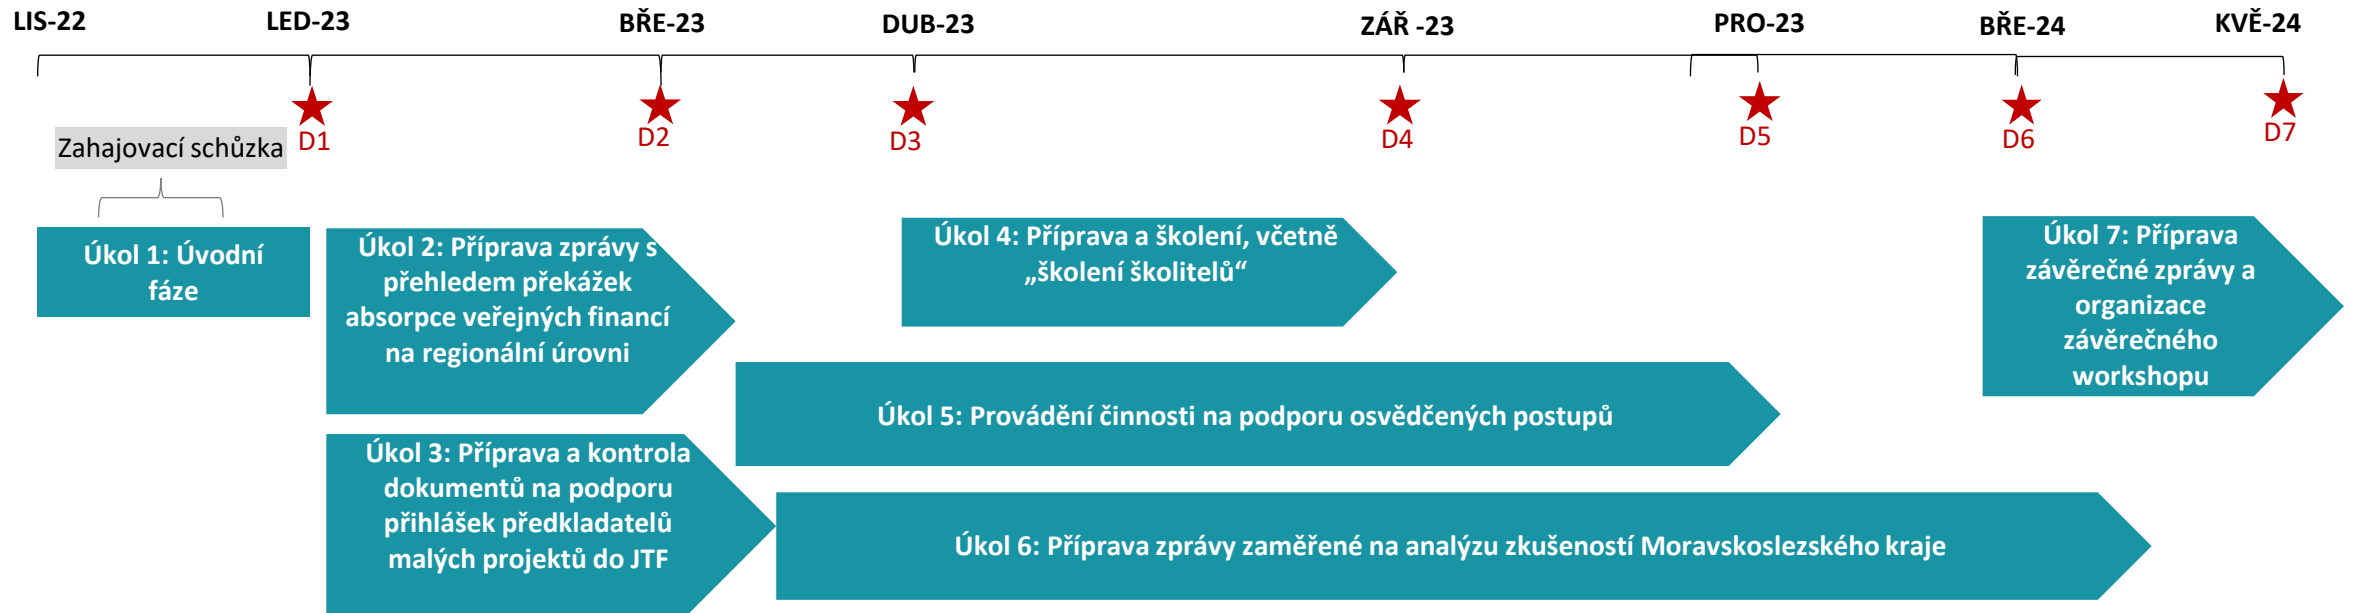 LIS-22
LED-23
BŘE-23
DUB-23
ZÁŘ -23
PRO-23
BŘE-24
KVĚ-24
D1
D2
D3
D4
D5
D6
D7
Zahajovací schůzka
Úkol 1: Úvodní
fáze
Úkol 2: Příprava zprávy s
přehledem překážek
absorpce veřejných financí
na regionální úrovni
Úkol 3: Příprava a kontrola
dokumentů na podporu
přihlášek předkladatelů
malých projektů do JTF
Úkol 4: Příprava a školení, včetně
„školení školitelů“
Úkol 5: Provádění činnosti na podporu osvědčených postupů
Úkol 6: Příprava zprávy zaměřené na analýzu zkušeností Moravskoslezského kraje
Úkol 7: Příprava
závěrečné zprávy a
organizace
závěrečného
workshopu